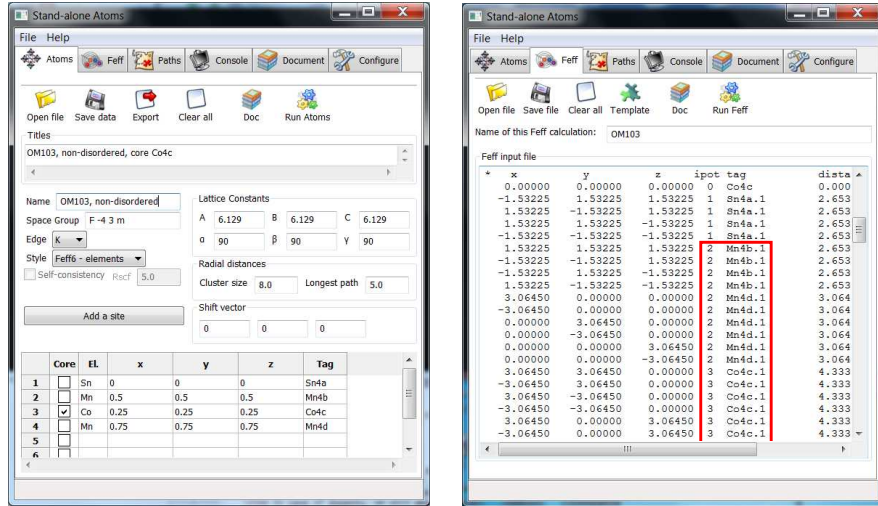 Stand-alone Atoms
File Help
Atoms Feff Paths Console Document Configure
Open file Save data Export Clear all Doc Run Atoms
Titles
OM103, non-disordered, core Co4c
Name OM103, non-disordered
Space Group F -4 3 m
Edge K
Style Feff6 - elements
Self-consistency Rscf 5.0
Add a site
Lattice Constants
A 6.129 B 6.129 C 6.129
α 90 β 90 γ 90
Radial distances
Cluster size 8.0 Longest path 5.0
Shift vector
0 0 0
Core El. x y z Tag
1 Sn 0 0 0 Sn4a
2 Mn 0.5 0.5 0.5 Mn4b
3 Co 0.25 0.25 0.25 Co4c
4 Mn 0.75 0.75 0.75 Mn4d
5
6
Stand-alone Atoms
File Help
Atoms Feff Paths Console Document Configure
Open file Save file Clear all Template Doc Run Feff
Name of this Feff calculation: OM103
Feff input file
* x y z ipot tag dista
0.00000 0.00000 0.00000 0 Co4c 0.000
-1.53225 1.53225 1.53225 1 Sn4a.1 2.653
1.53225 -1.53225 1.53225 1 Sn4a.1 2.653
1.53225 1.53225 -1.53225 1 Sn4a.1 2.653
-1.53225 -1.53225 -1.53225 1 Sn4a.1 2.653
1.53225 1.53225 1.53225 2 Mn4b.1 2.653
-1.53225 -1.53225 1.53225 2 Mn4b.1 2.653
-1.53225 1.53225 -1.53225 2 Mn4b.1 2.653
1.53225 -1.53225 -1.53225 2 Mn4b.1 2.653
3.06450 0.00000 0.00000 2 Mn4d.1 3.064
-3.06450 0.00000 0.00000 2 Mn4d.1 3.064
0.00000 3.06450 0.00000 2 Mn4d.1 3.064
0.00000 -3.06450 0.00000 2 Mn4d.1 3.064
0.00000 0.00000 3.06450 2 Mn4d.1 3.064
0.00000 0.00000 -3.06450 2 Mn4d.1 3.064
3.06450 3.06450 0.00000 3 Co4c.1 4.333
-3.06450 3.06450 0.00000 3 Co4c.1 4.333
3.06450 -3.06450 0.00000 3 Co4c.1 4.333
-3.06450 -3.06450 0.00000 3 Co4c.1 4.333
3.06450 0.00000 3.06450 3 Co4c.1 4.333
-3.06450 0.00000 3.06450 3 Co4c.1 4.333